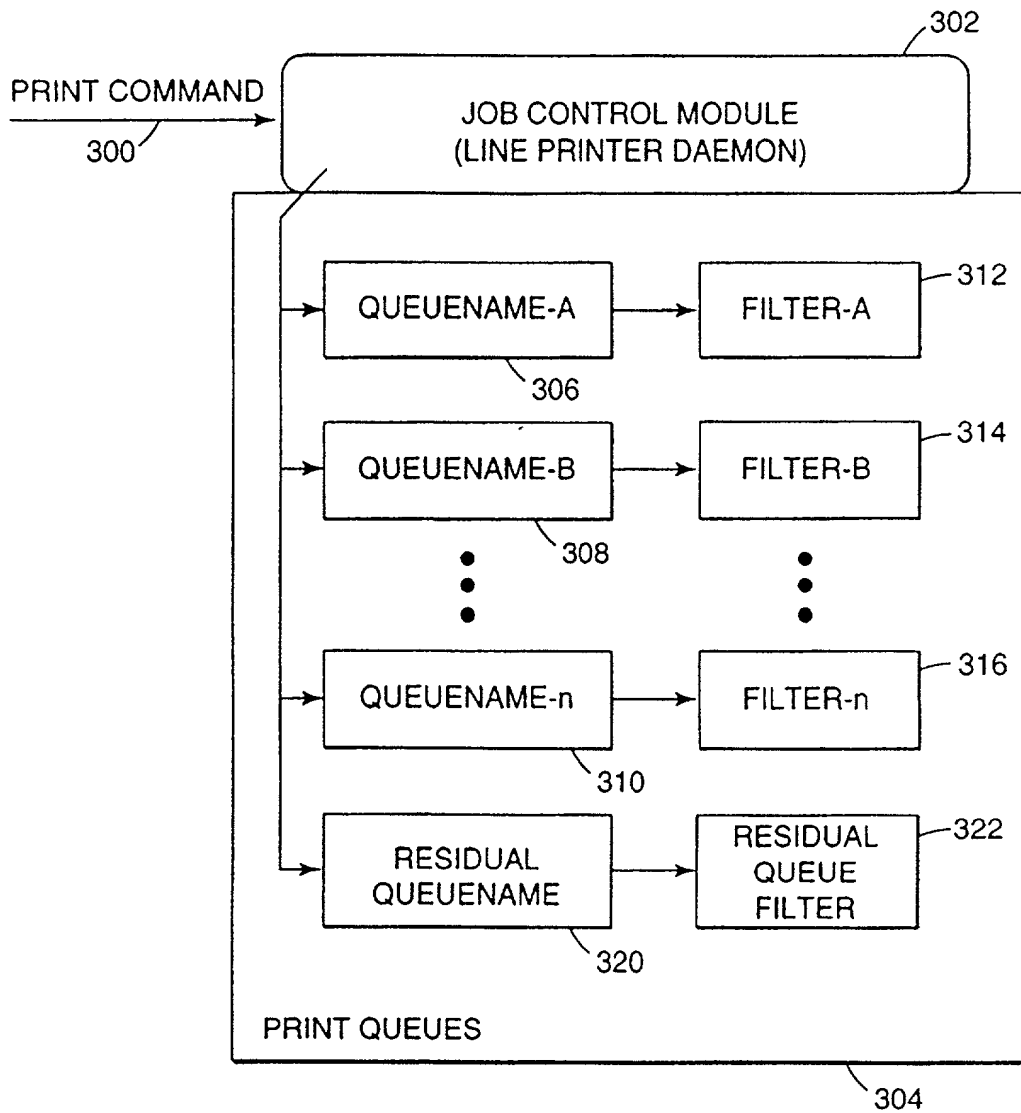 302
PRINT COMMAND
300
JOB CONTROL MODULE
(LINE PRINTER DAEMON)
QUEUENAME-A
306
FILTER-A
312
QUEUENAME-B
308
FILTER-B
314
QUEUENAME-n
310
FILTER-n
316
RESIDUAL
QUEUENAME
320
RESIDUAL
QUEUE
FILTER
322
PRINT QUEUES
304